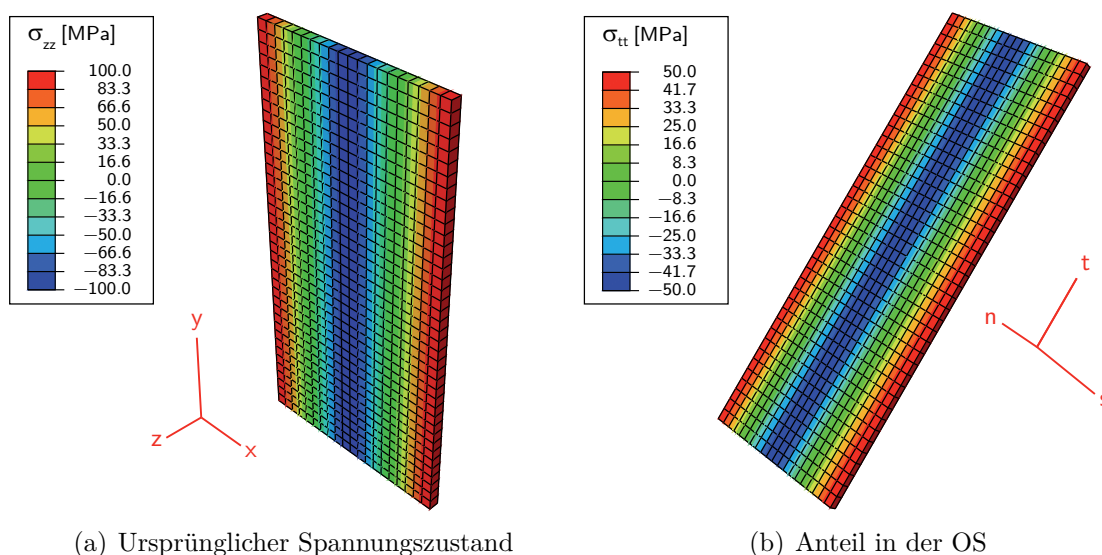 σzz [MPa]
100.0
83.3
66.6
50.0
33.3
16.6
0.0
−16.6
−33.3
−50.0
−66.6
−83.3
−100.0
y
z
x
(a) Ursprünglicher Spannungszustand
σtt [MPa]
50.0
41.7
33.3
25.0
16.6
8.3
0.0
−8.3
−16.6
−25.0
−33.3
−41.7
−50.0
t
n
(b) Anteil in der OS